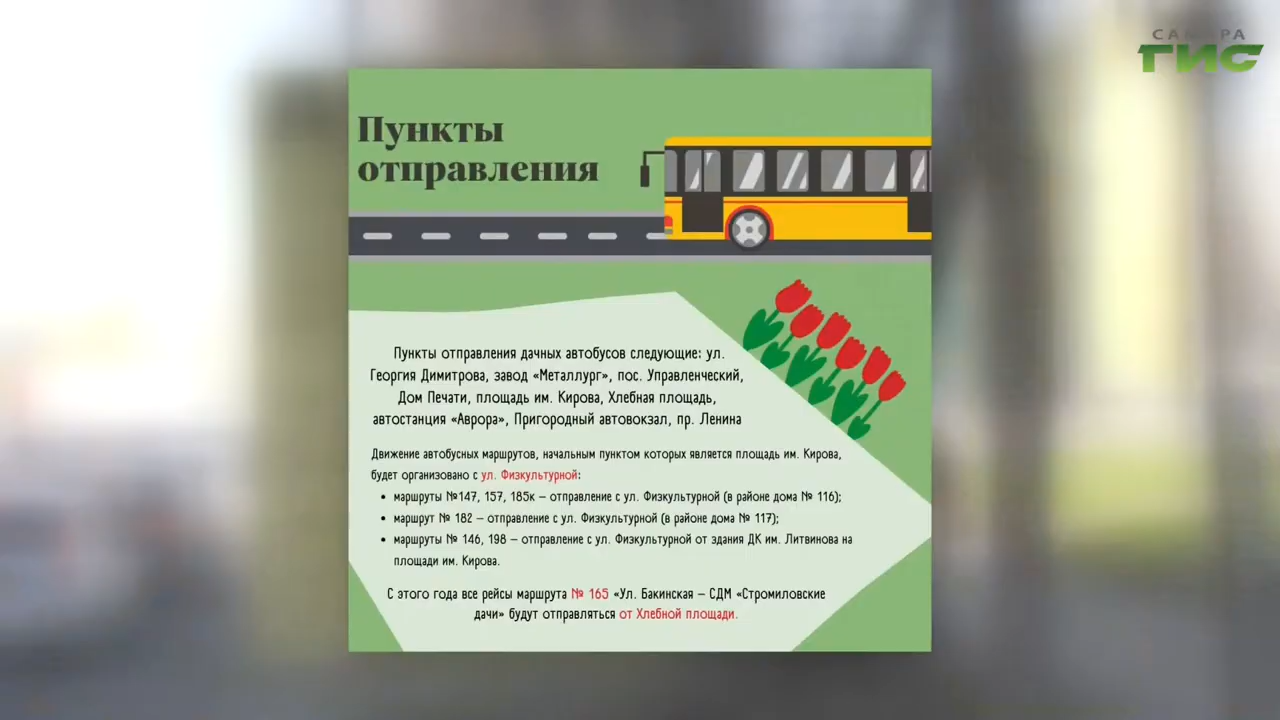 САМАРА
ГИС
Пункты
отправления
Пункты отправления дачных автобусов следующие: ул.
Георгия Димитрова, завод «Металлург», пос. Управленческий,
Дом Печати, площадь им. Кирова, Хлебная площадь,
автостанция «Аврора», Пригородный автовокзал, пр. Ленина
Движение автобусных маршрутов, начальным пунктом которых является площадь им. Кирова,
будет организовано с ул. Физкультурной:
• маршруты №147, 157, 185к – отправление с ул. Физкультурной (в районе дома № 116);
• маршрут № 182 – отправление с ул. Физкультурной (в районе дома № 117);
• маршруты № 146, 198 – отправление с ул. Физкультурной от здания ДК им. Литвинова на
площади им. Кирова.
С этого года все рейсы маршрута № 165 «Ул. Бакинская – СДМ «Стромиловские
дачи» будут отправляться от Хлебной площади.